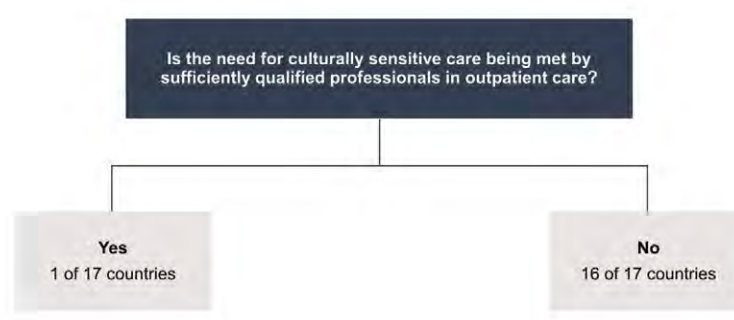 Is the need for culturally sensitive care being met by
sufficiently qualified professionals in outpatient care?
Yes
1 of 17 countries
No
16 of 17 countries